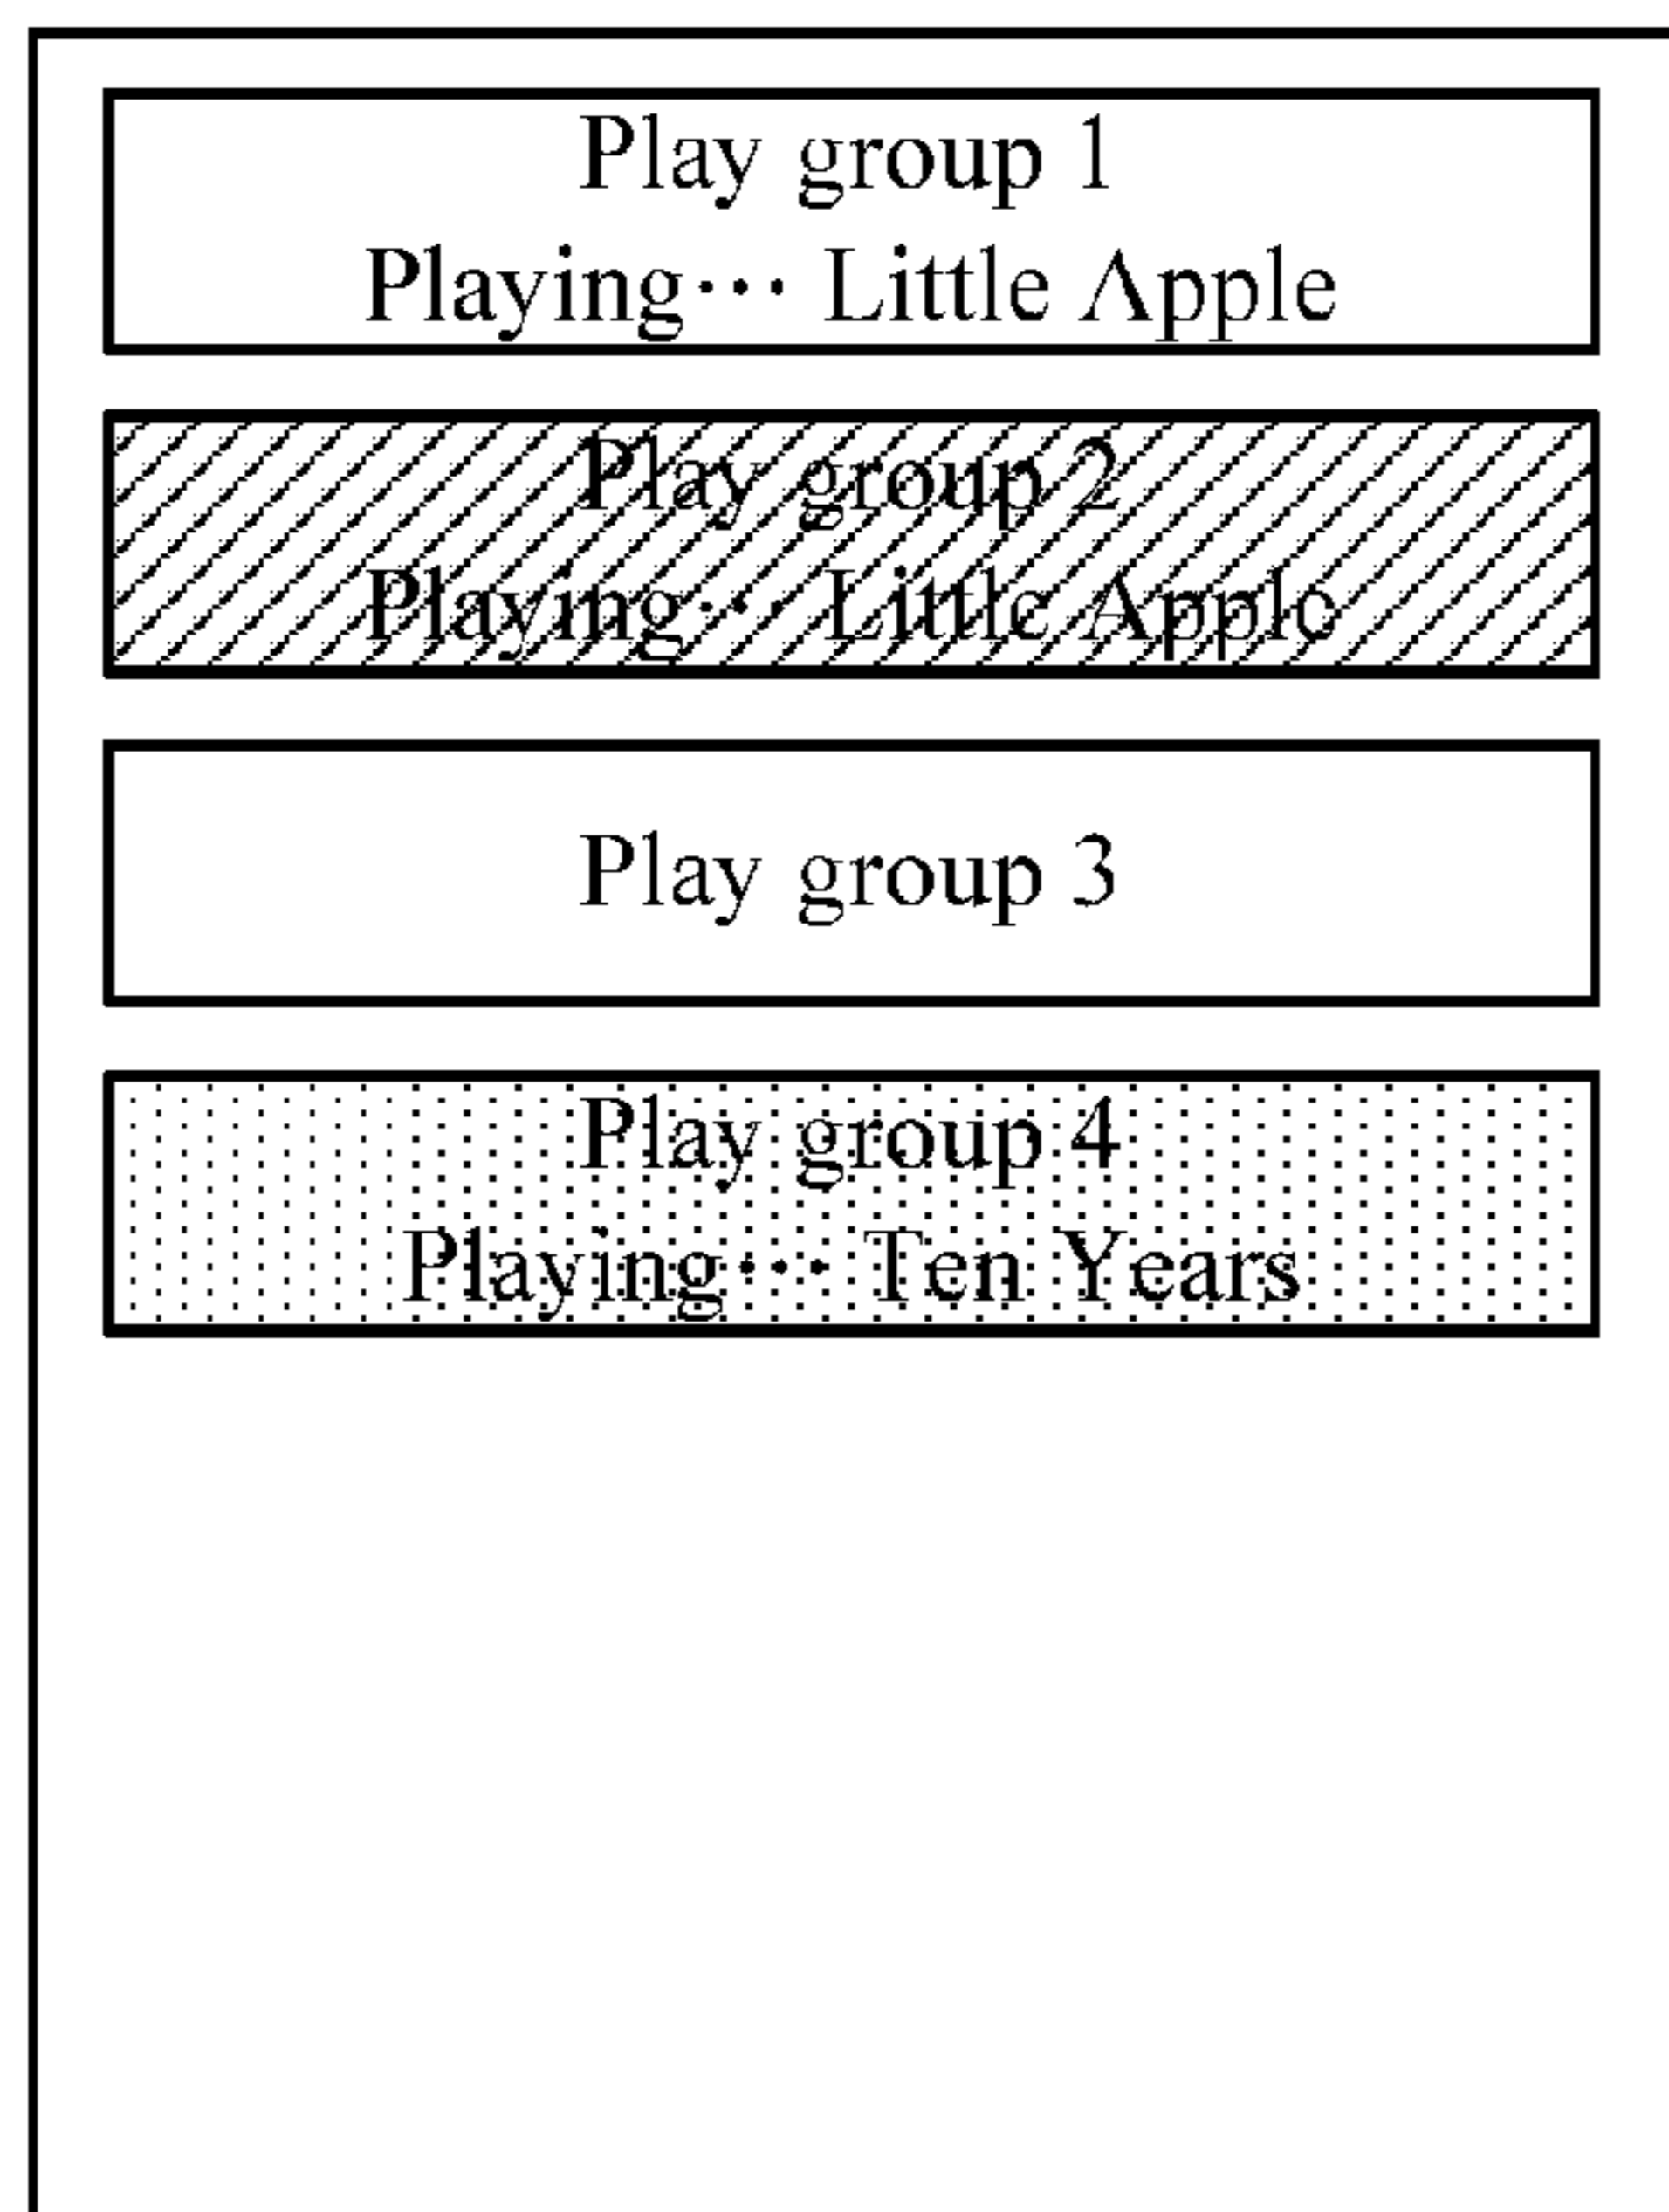 Play group 1
Playing··· Little Apple
Play group 2
Playing··· Little Apple
Play group 3
Play group 4
Playing··· Ten Years